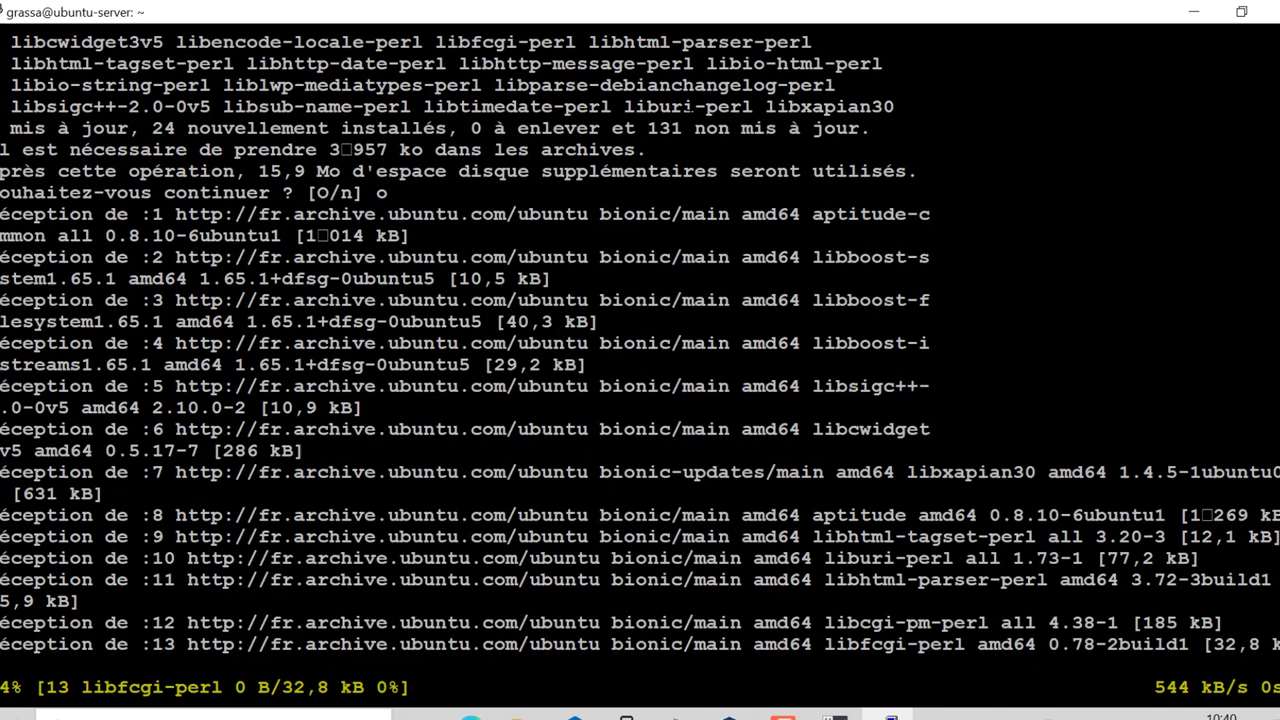 grassa@ubuntu-server: ~
libcwidget3v5 libencode-locale-perl libfcgi-perl libhtml-parser-perl
libhtml-tagset-perl libhttp-date-perl libhttp-message-perl libio-html-perl
libio-string-perl liblwp-mediatypes-perl libparse-debianchangelog-perl
libsigc++-2.0-0v5 libsub-name-perl libtimedate-perl liburi-perl libxapian30
mis à jour, 24 nouvellement installés, 0 à enlever et 131 non mis à jour.
l est nécessaire de prendre 3□957 ko dans les archives.
près cette opération, 15,9 Mo d'espace disque supplémentaires seront utilisés.
ouhaitez-vous continuer ? [O/n] o
éception de :1 http://fr.archive.ubuntu.com/ubuntu bionic/main amd64 aptitude-c
mmon all 0.8.10-6ubuntu1 [1□014 kB]
éception de :2 http://fr.archive.ubuntu.com/ubuntu bionic/main amd64 libboost-s
stem1.65.1 amd64 1.65.1+dfsg-0ubuntu5 [10,5 kB]
éception de :3 http://fr.archive.ubuntu.com/ubuntu bionic/main amd64 libboost-f
lesystem1.65.1 amd64 1.65.1+dfsg-0ubuntu5 [40,3 kB]
éception de :4 http://fr.archive.ubuntu.com/ubuntu bionic/main amd64 libboost-i
streams1.65.1 amd64 1.65.1+dfsg-0ubuntu5 [29,2 kB]
éception de :5 http://fr.archive.ubuntu.com/ubuntu bionic/main amd64 libsigc++-
.0-0v5 amd64 2.10.0-2 [10,9 kB]
éception de :6 http://fr.archive.ubuntu.com/ubuntu bionic/main amd64 libcwidget
v5 amd64 0.5.17-7 [286 kB]
éception de :7 http://fr.archive.ubuntu.com/ubuntu bionic-updates/main amd64 libxapian30 amd64 1.4.5-1ubuntu0
[631 kB]
éception de :8 http://fr.archive.ubuntu.com/ubuntu bionic/main amd64 aptitude amd64 0.8.10-6ubuntu1 [1□269 kB
éception de :9 http://fr.archive.ubuntu.com/ubuntu bionic/main amd64 libhtml-tagset-perl all 3.20-3 [12,1 kB]
éception de :10 http://fr.archive.ubuntu.com/ubuntu bionic/main amd64 liburi-perl all 1.73-1 [77,2 kB]
éception de :11 http://fr.archive.ubuntu.com/ubuntu bionic/main amd64 libhtml-parser-perl amd64 3.72-3build1
5,9 kB]
éception de :12 http://fr.archive.ubuntu.com/ubuntu bionic/main amd64 libcgi-pm-perl all 4.38-1 [185 kB]
éception de :13 http://fr.archive.ubuntu.com/ubuntu bionic/main amd64 libfcgi-perl amd64 0.78-2build1 [32,8 k
4% [13 libfcgi-perl 0 B/32,8 kB 0%] 544 kB/s 0s
10:40